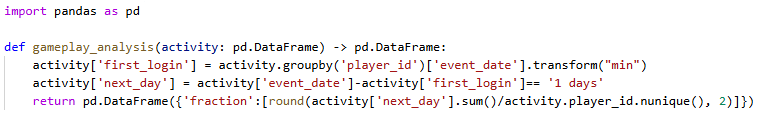 import pandas as pd
def gameplay_analysis(activity: pd.DataFrame) -> pd.DataFrame:
    activity['first_login'] = activity.groupby('player_id')['event_date'].transform("min")
    activity['next_day'] = activity['event_date']-activity['first_login']== '1 days'
    return pd.DataFrame({'fraction':[round(activity['next_day'].sum()/activity.player_id.nunique(), 2)]})